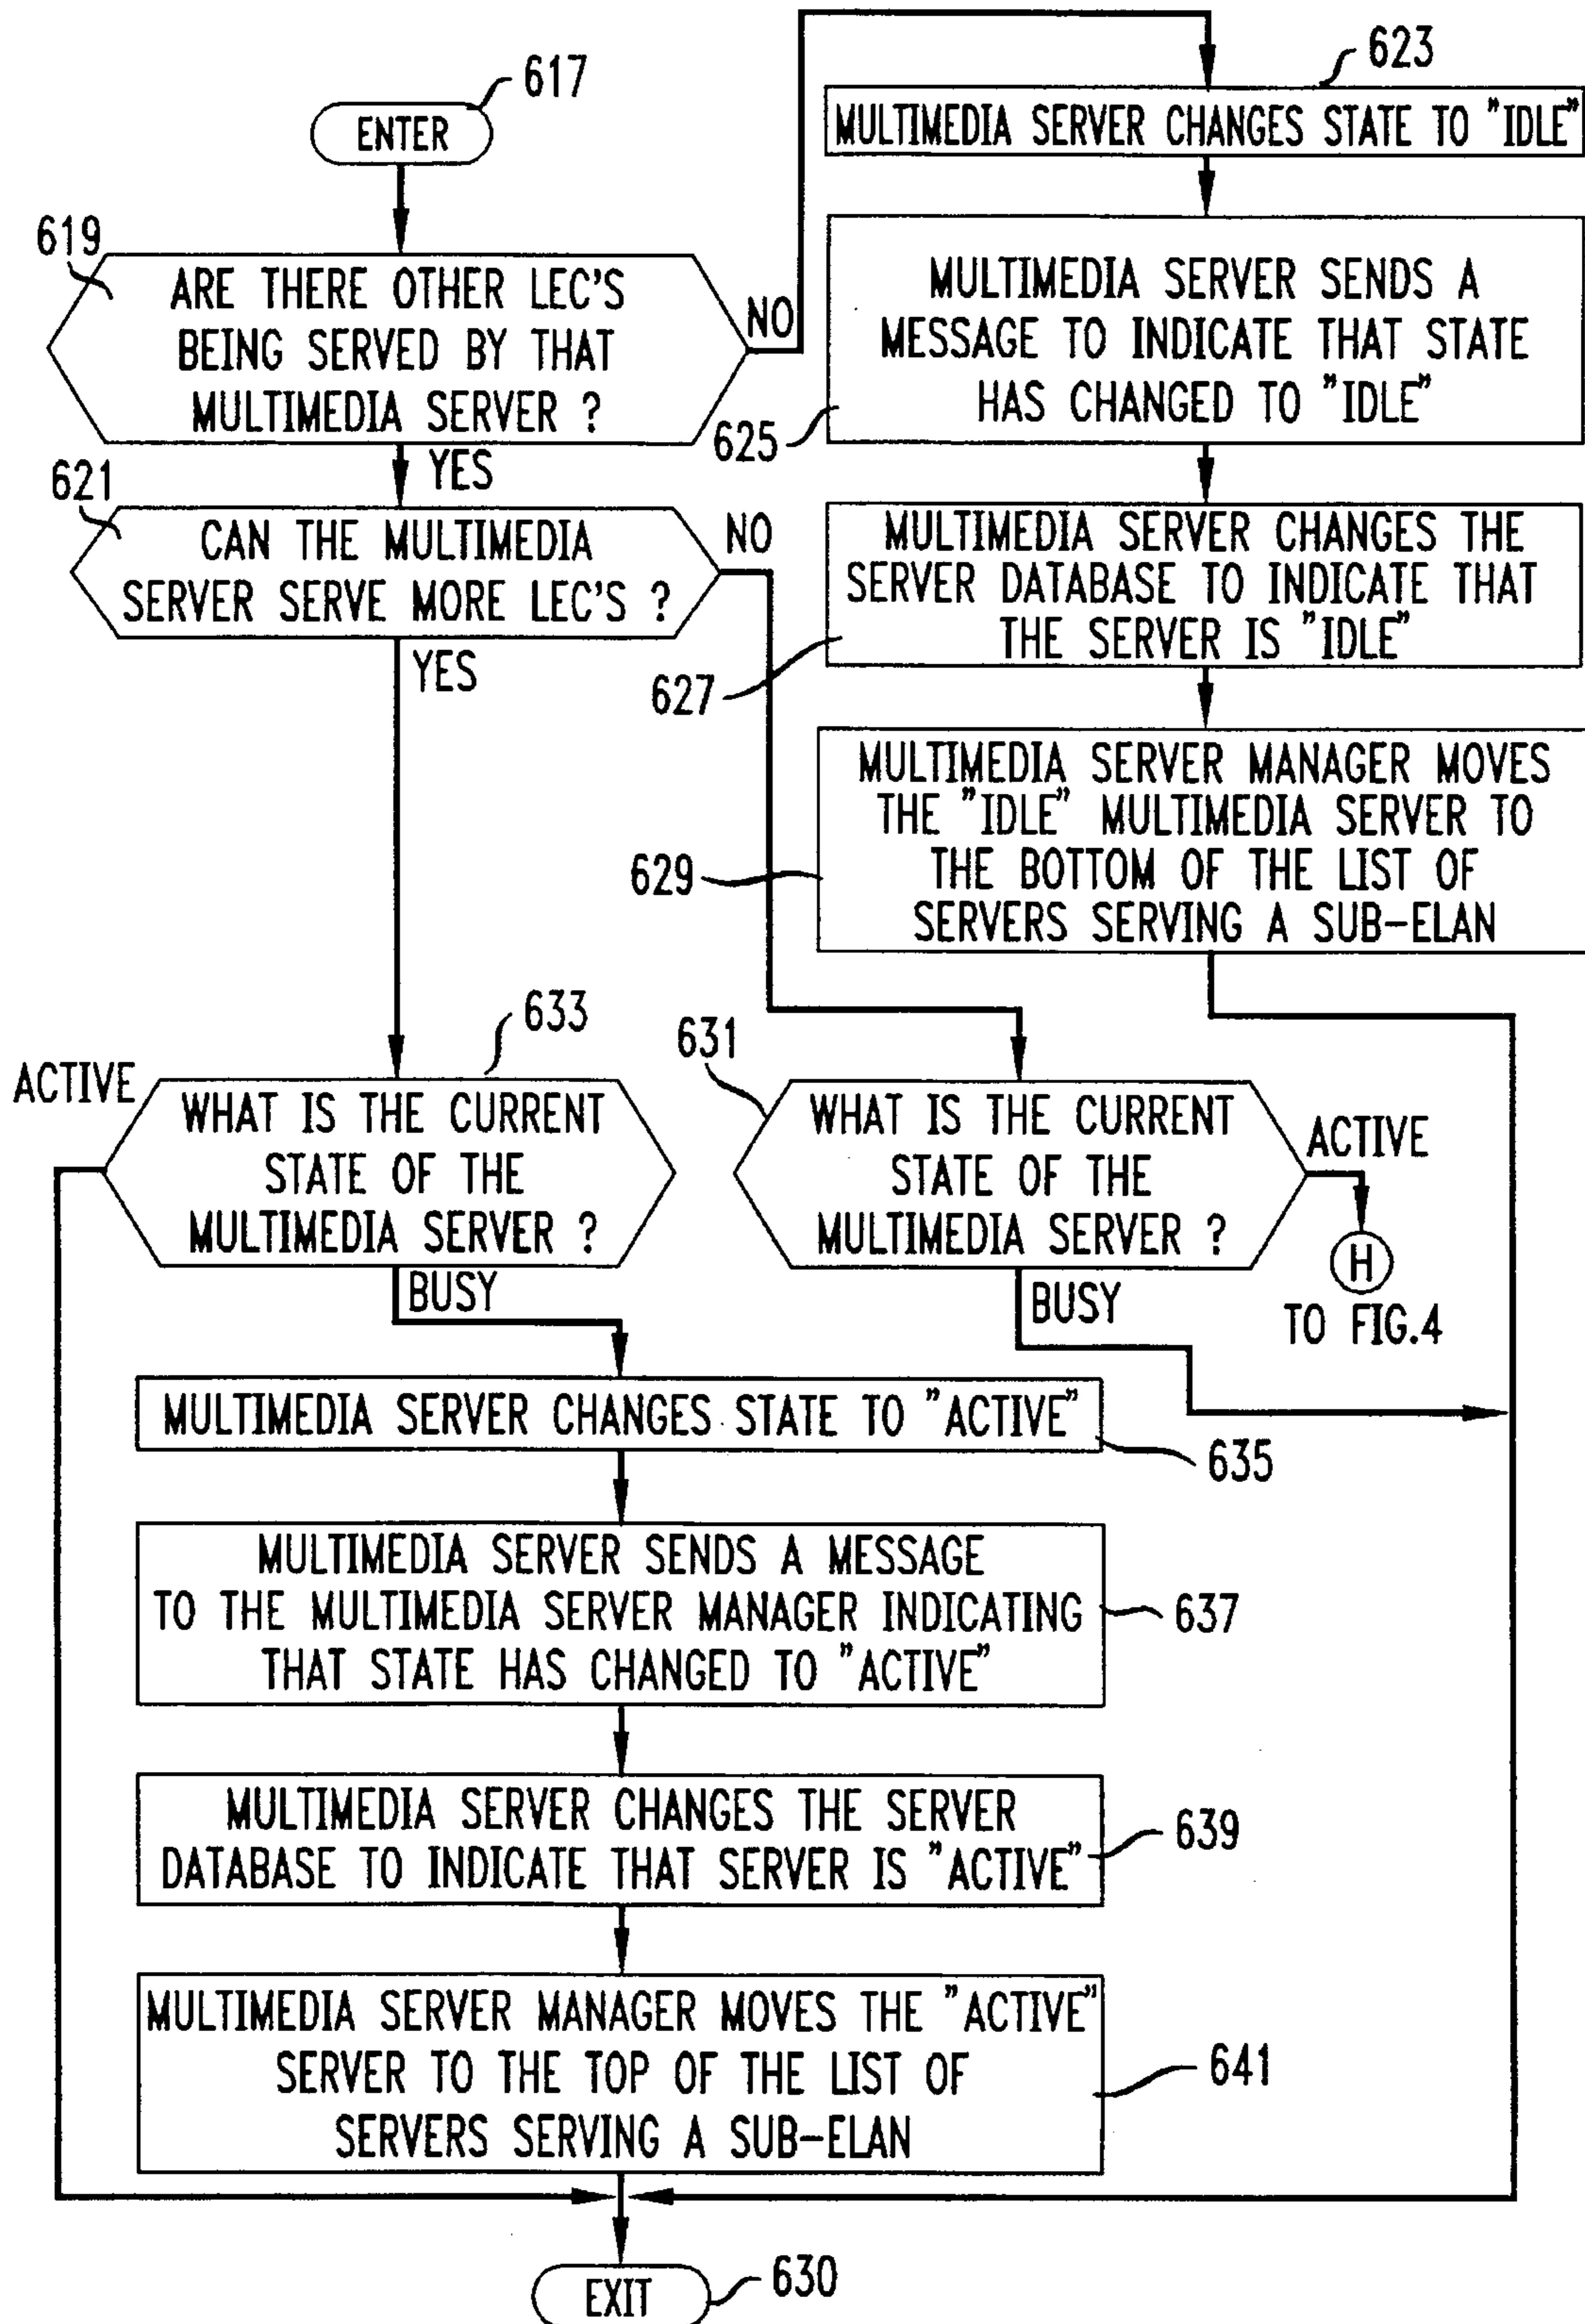 617
ENTER
619
ARE THERE OTHER LEC'S
BEING SERVED BY THAT
MULTIMEDIA SERVER ?
NO
YES
621
CAN THE MULTIMEDIA
SERVER SERVE MORE LEC'S ?
NO
YES
623
MULTIMEDIA SERVER CHANGES STATE TO "IDLE"
MULTIMEDIA SERVER SENDS A
MESSAGE TO INDICATE THAT STATE
HAS CHANGED TO "IDLE"
625
MULTIMEDIA SERVER CHANGES THE
SERVER DATABASE TO INDICATE THAT
THE SERVER IS "IDLE"
627
MULTIMEDIA SERVER MANAGER MOVES
THE "IDLE" MULTIMEDIA SERVER TO
THE BOTTOM OF THE LIST OF
SERVERS SERVING A SUB-ELAN
629
633
ACTIVE
WHAT IS THE CURRENT
STATE OF THE
MULTIMEDIA SERVER ?
BUSY
631
WHAT IS THE CURRENT
STATE OF THE
MULTIMEDIA SERVER ?
ACTIVE
H
TO FIG.4
BUSY
MULTIMEDIA SERVER CHANGES STATE TO "ACTIVE"
635
MULTIMEDIA SERVER SENDS A MESSAGE
TO THE MULTIMEDIA SERVER MANAGER INDICATING
THAT STATE HAS CHANGED TO "ACTIVE"
637
MULTIMEDIA SERVER CHANGES THE SERVER
DATABASE TO INDICATE THAT SERVER IS "ACTIVE"
639
MULTIMEDIA SERVER MANAGER MOVES THE "ACTIVE"
SERVER TO THE TOP OF THE LIST OF
SERVERS SERVING A SUB-ELAN
641
EXIT
630